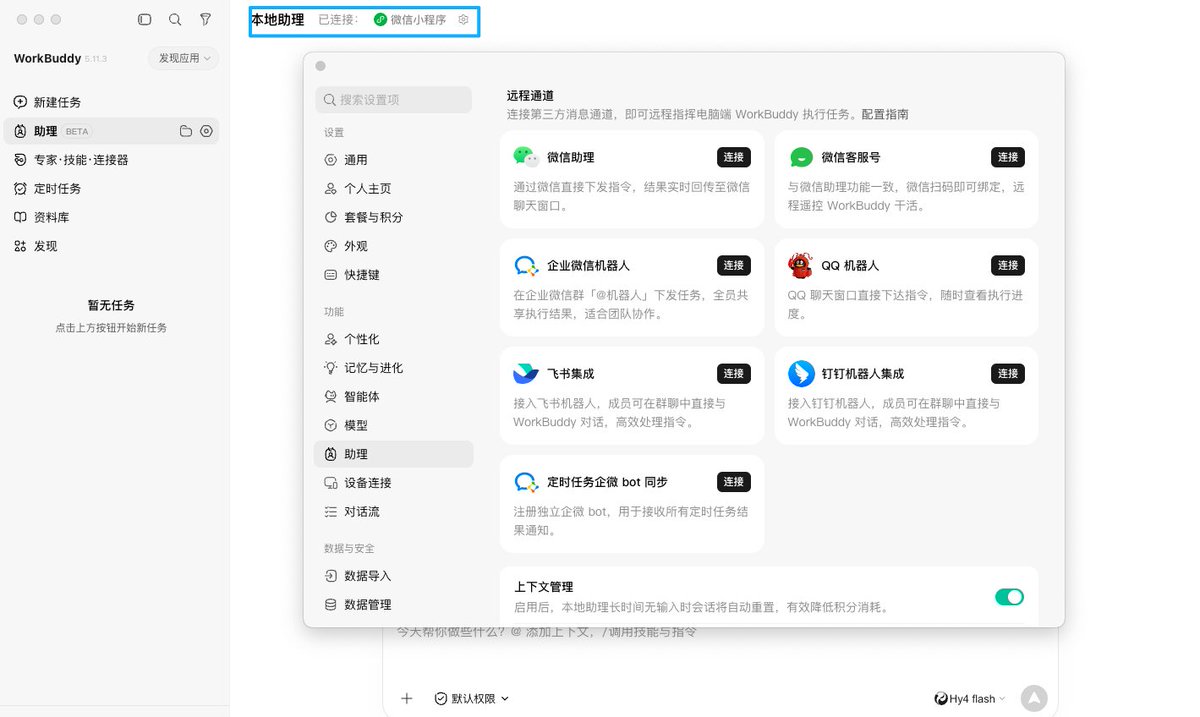 WorkBuddy 5.11.3
发现应用
新建任务
助理 BETA
专家·技能·连接器
定时任务
资料库
发现
暂无任务
点击上方按钮开始新任务
本地助理 已连接： 微信小程序
搜索设置项
设置
通用
个人主页
套餐与积分
外观
快捷键
功能
个性化
记忆与进化
智能体
模型
助理
设备连接
对话流
数据与安全
数据导入
数据管理
远程通道
连接第三方消息通道，即可远程指挥电脑端 WorkBuddy 执行任务。配置指南
微信助理 连接
通过微信直接下发指令，结果实时回传至微信
聊天窗口。
微信客服号 连接
与微信助理功能一致，微信扫码即可绑定，远
程遥控 WorkBuddy 干活。
企业微信机器人 连接
在企业微信群「@机器人」下发任务，全员共
享执行结果，适合团队协作。
QQ 机器人 连接
QQ 聊天窗口直接下达指令，随时查看执行进
度。
飞书集成 连接
接入飞书机器人，成员可在群聊中直接与
WorkBuddy 对话，高效处理指令。
钉钉机器人集成 连接
接入钉钉机器人，成员可在群聊中直接与
WorkBuddy 对话，高效处理指令。
定时任务企微 bot 同步 连接
注册独立企微 bot，用于接收所有定时任务结
果通知。
上下文管理
启用后，本地助理长时间无输入时会话将自动重置，有效降低积分消耗。
今天帮你做些什么？@ 添加上下文，/调用技能与指令
默认权限
Hy4 flash